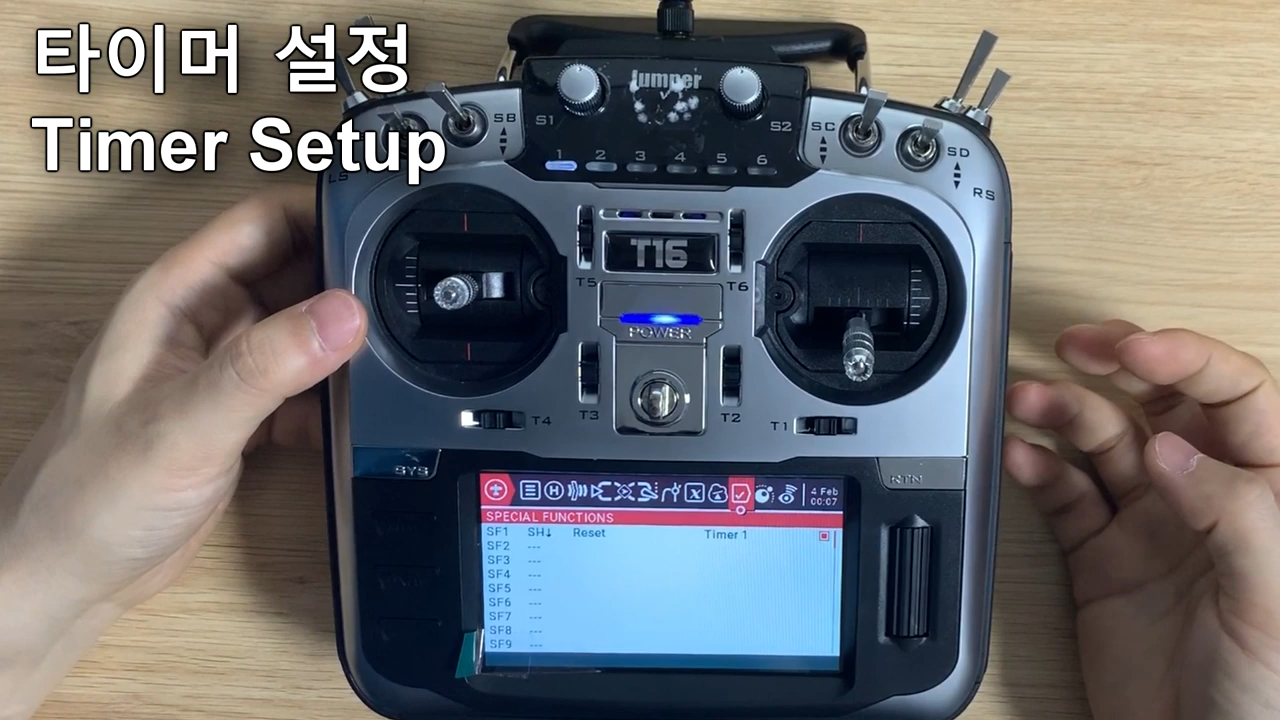 타이머 설정
Timer Setup
Jumper
SB
S1
S2
SC
SD
LS
RS
1 2 3 4 5 6
T16
T5
T6
POWER
T3
T2
T4
T1
SYS
RTN
4 Feb
00:07
SPECIAL FUNCTIONS
SF1 SH↓ Reset Timer 1
SF2 ---
SF3 ---
SF4 ---
SF5 ---
SF6 ---
SF7 ---
SF8 ---
SF9 ---